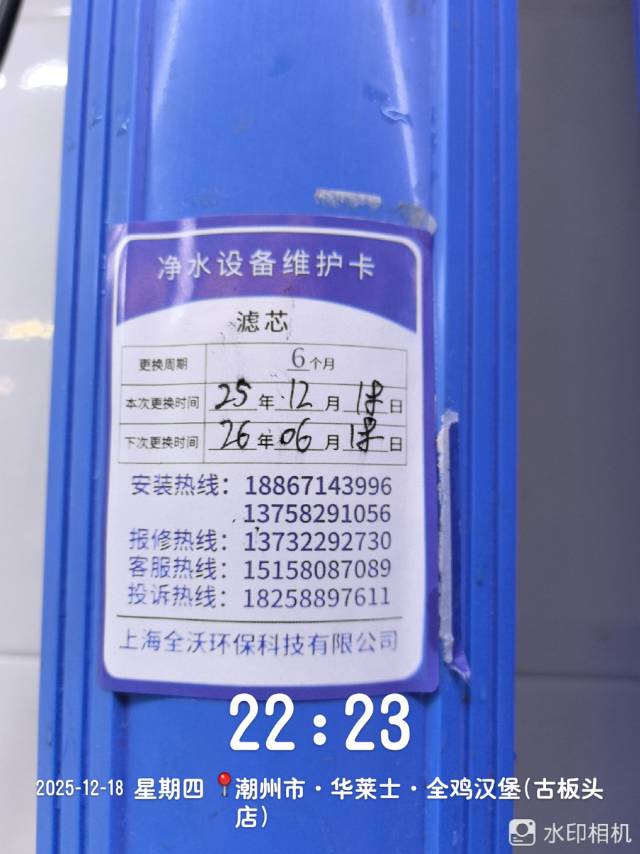 净水设备维护卡
滤芯
更换周期 6个月
本次更换时间 25年12月18日
下次更换时间 26年06月18日
安装热线：18867143996
13758291056
报修热线：13732292730
客服热线：15158087089
投诉热线：18258897611
上海全沃环保科技有限公司
22:23
2025-12-18 星期四 潮州市·华莱士·全鸡汉堡(古板头
店)
水印相机